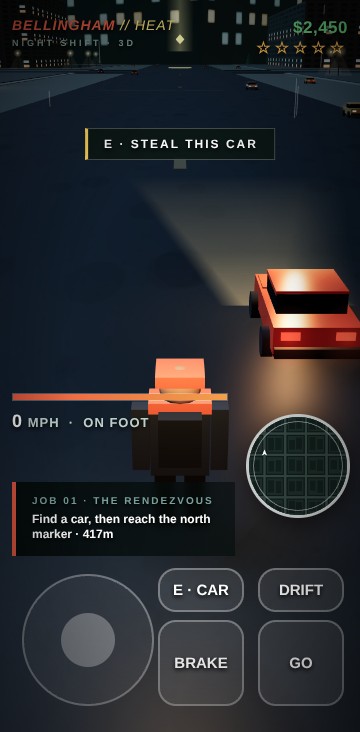 BELLINGHAM // HEAT
$2,450
NIGHT SHIFT · 3D
☆☆☆☆☆
E · STEAL THIS CAR
0 MPH · ON FOOT
JOB 01 · THE RENDEZVOUS
Find a car, then reach the north
marker · 417m
E · CAR
DRIFT
BRAKE
GO